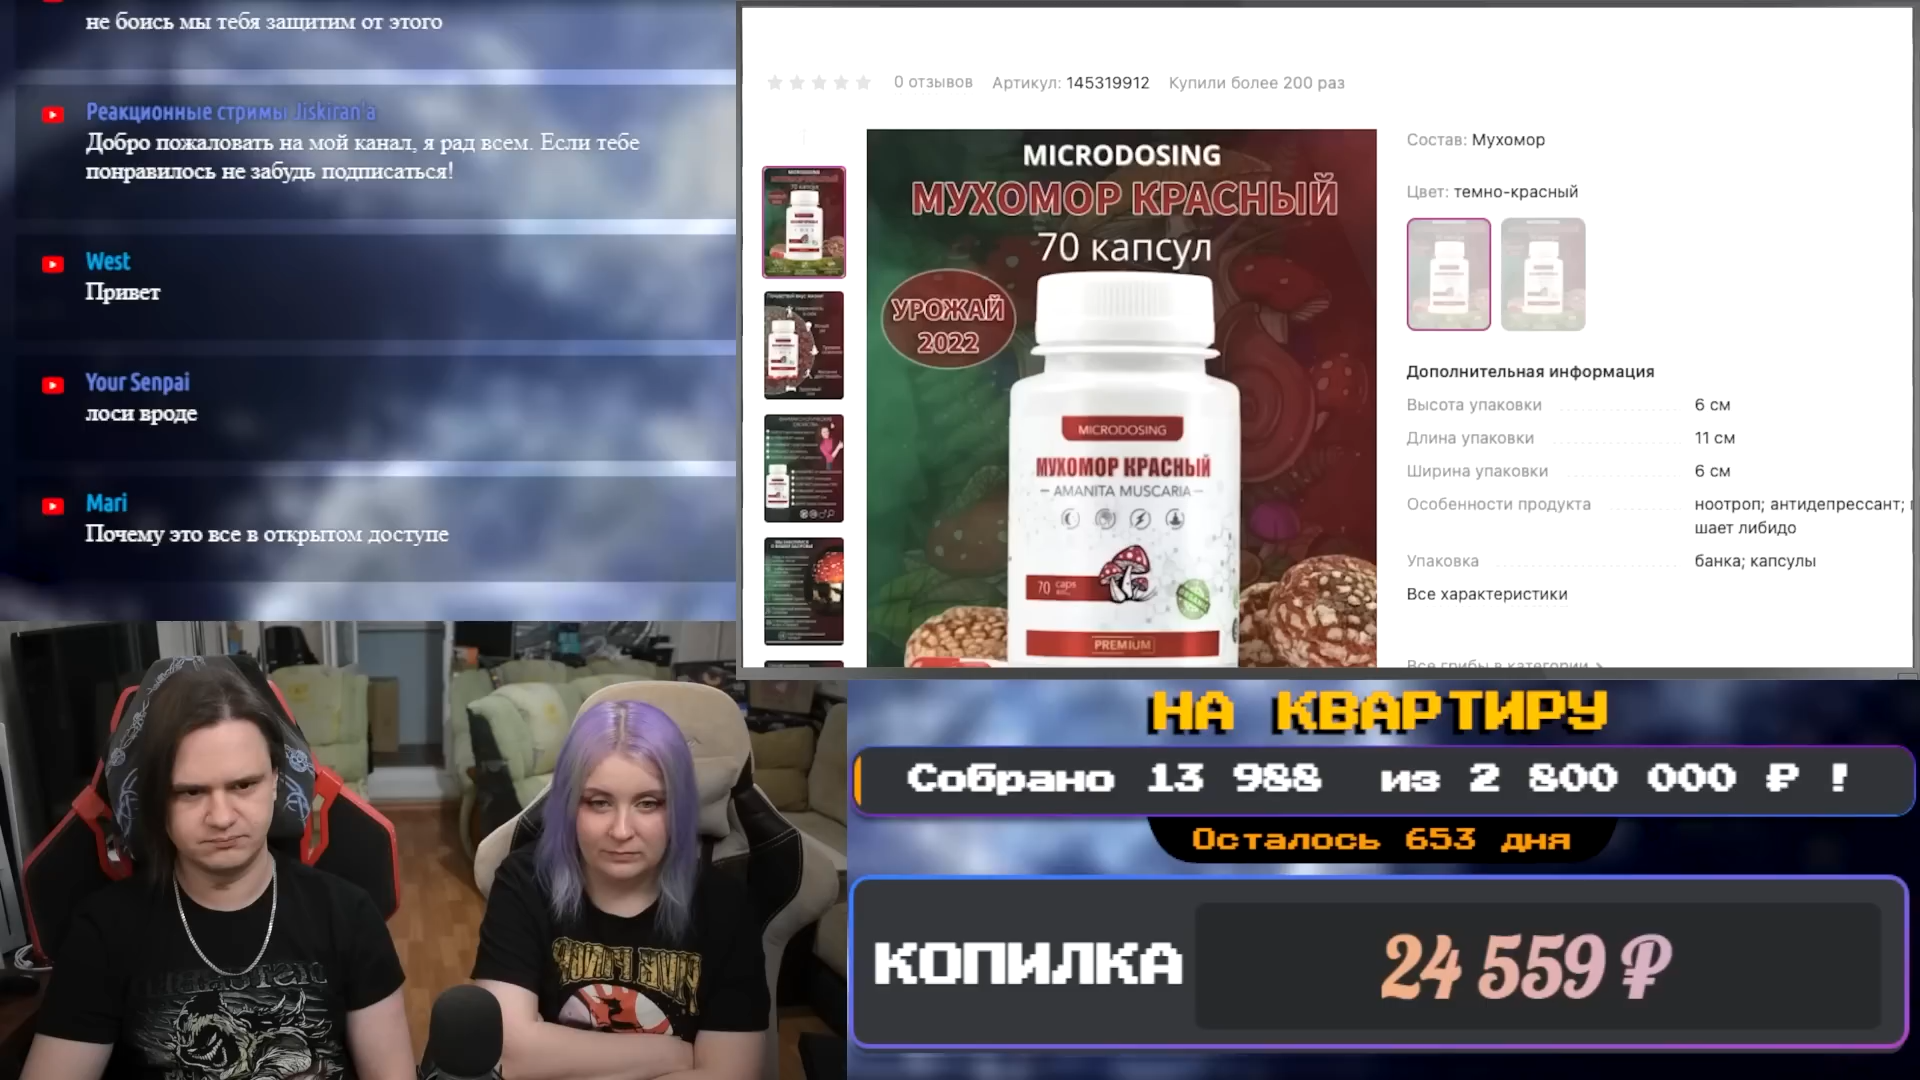 не боись мы тебя защитим от этого
Реакционные стримы Jiskiran'a
Добро пожаловать на мой канал, я рад всем. Если тебе
понравилось не забудь подписаться!
West
Привет
Your Senpai
лоси вроде
Mari
Почему это все в открытом доступе
0 отзывов Артикул: 145319912 Купили более 200 раз
MICRODOSING
МУХОМОР КРАСНЫЙ
70 капсул
УРОЖАЙ
2022
MICRODOSING
МУХОМОР КРАСНЫЙ
AMANITA MUSCARIA
70 caps
PREMIUM
Состав: Мухомор
Цвет: темно-красный
Дополнительная информация
Высота упаковки 6 см
Длина упаковки 11 см
Ширина упаковки 6 см
Особенности продукта ноотроп; антидепрессант;
шает либидо
Упаковка банка; капсулы
Все характеристики
Все грибы в категории
НА КВАРТИРУ
Собрано 13 988 из 2 800 000 ₽ !
Осталось 653 дня
КОПИЛКА 24 559 ₽